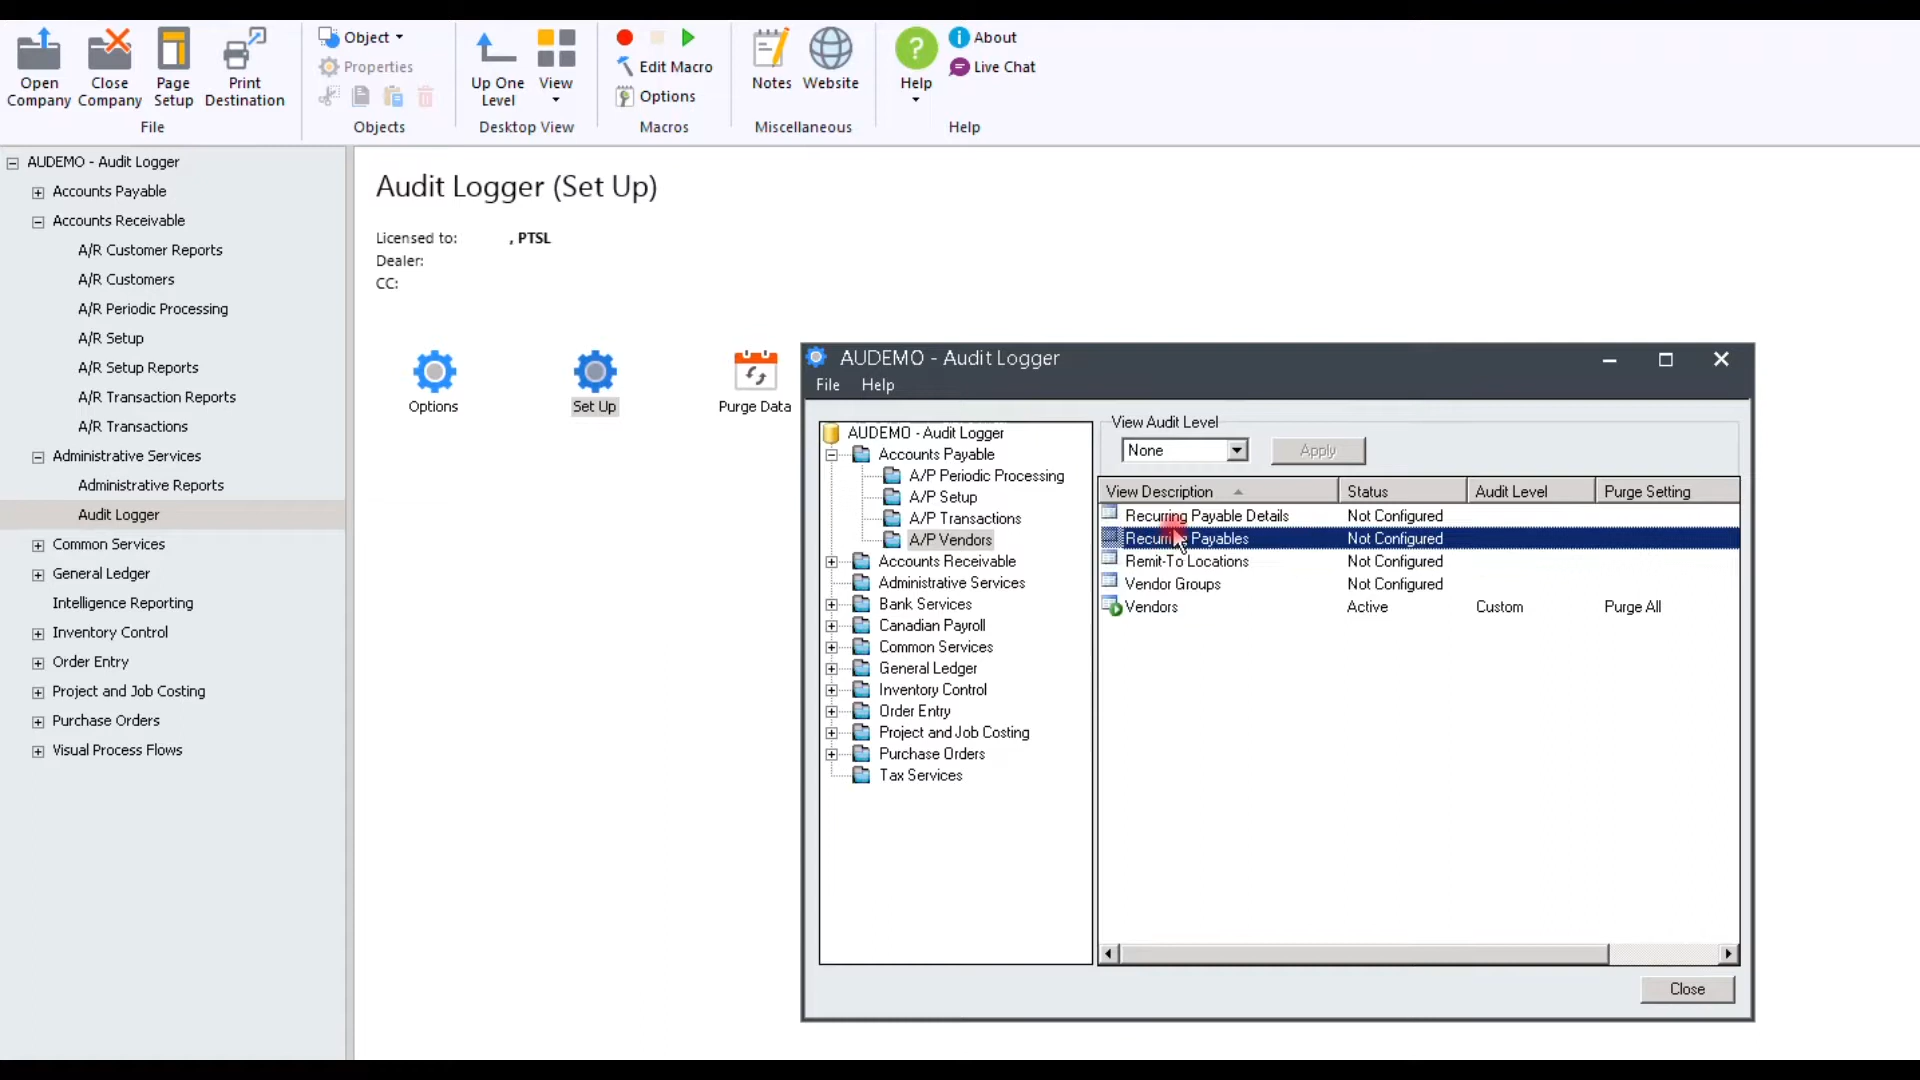 Open Company
Close Company
Page Setup
Print Destination
File
Object
Properties
Objects
Up One Level
View
Desktop View
Edit Macro
Options
Macros
Notes
Website
Miscellaneous
Help
About
Live Chat
Help
AUDEMO - Audit Logger
Accounts Payable
Accounts Receivable
A/R Customer Reports
A/R Customers
A/R Periodic Processing
A/R Setup
A/R Setup Reports
A/R Transaction Reports
A/R Transactions
Administrative Services
Administrative Reports
Audit Logger
Common Services
General Ledger
Intelligence Reporting
Inventory Control
Order Entry
Project and Job Costing
Purchase Orders
Visual Process Flows
Audit Logger (Set Up)
Licensed to: , PTSL
Dealer:
CC:
Options
Set Up
Purge Data
AUDEMO - Audit Logger
File Help
AUDEMO - Audit Logger
Accounts Payable
A/P Periodic Processing
A/P Setup
A/P Transactions
A/P Vendors
Accounts Receivable
Administrative Services
Bank Services
Canadian Payroll
Common Services
General Ledger
Inventory Control
Order Entry
Project and Job Costing
Purchase Orders
Tax Services
View Audit Level
None Apply
View Description Status Audit Level Purge Setting
Recurring Payable Details Not Configured
Recurring Payables Not Configured
Remit-To Locations Not Configured
Vendor Groups Not Configured
Vendors Active Custom Purge All
Close